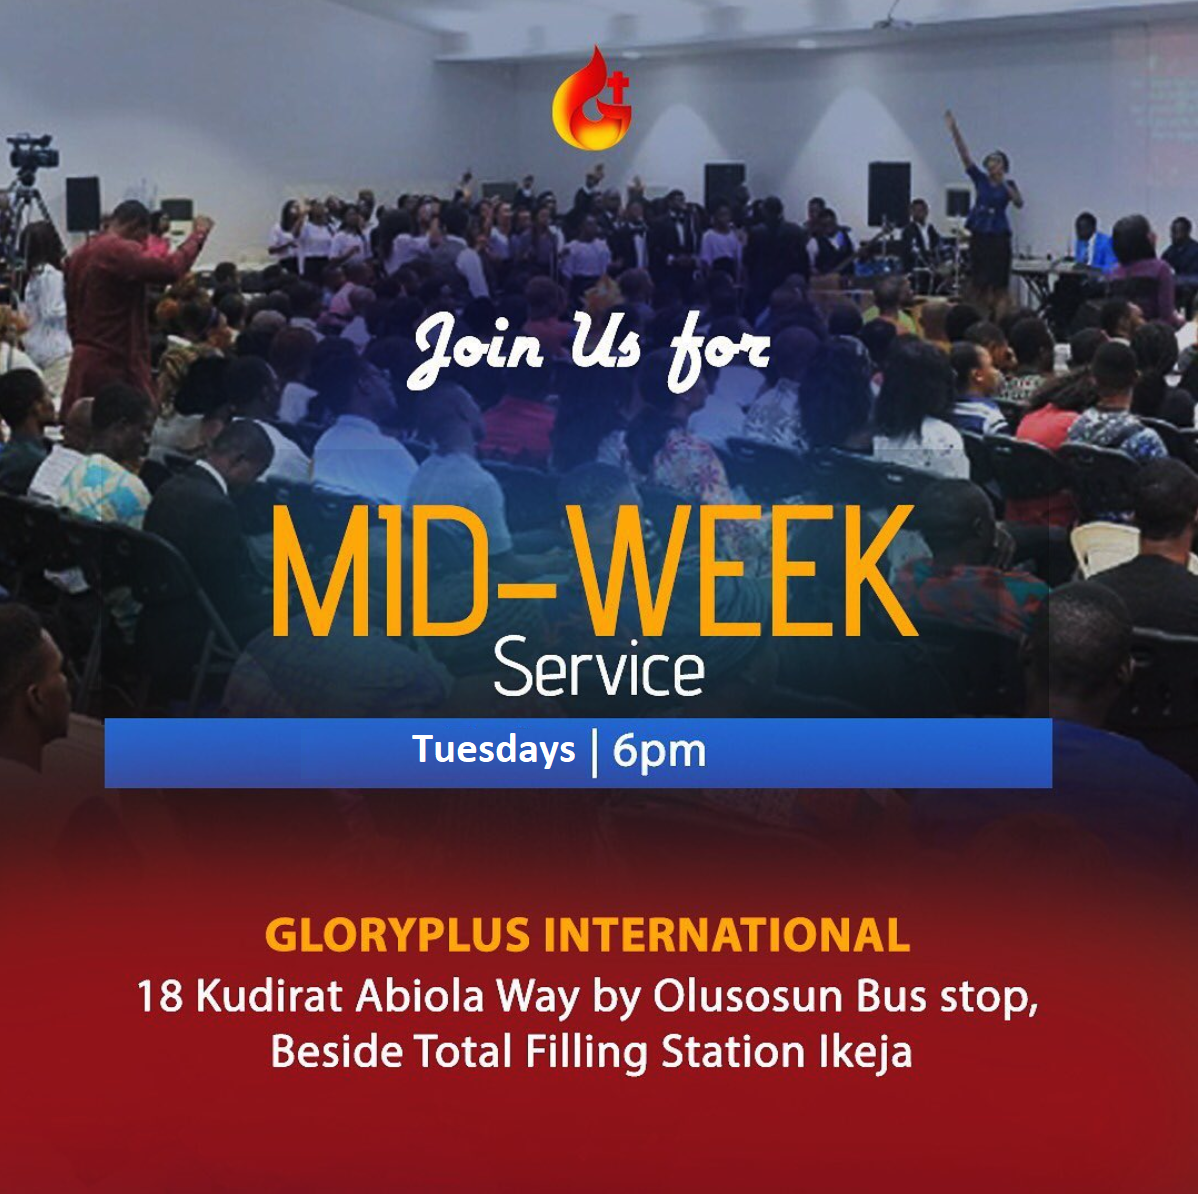 Join Us for
MID-WEEK
Service
Tuesdays | 6pm
GLORYPLUS INTERNATIONAL
18 Kudirat Abiola Way by Olusosun Bus stop,
Beside Total Filling Station Ikeja